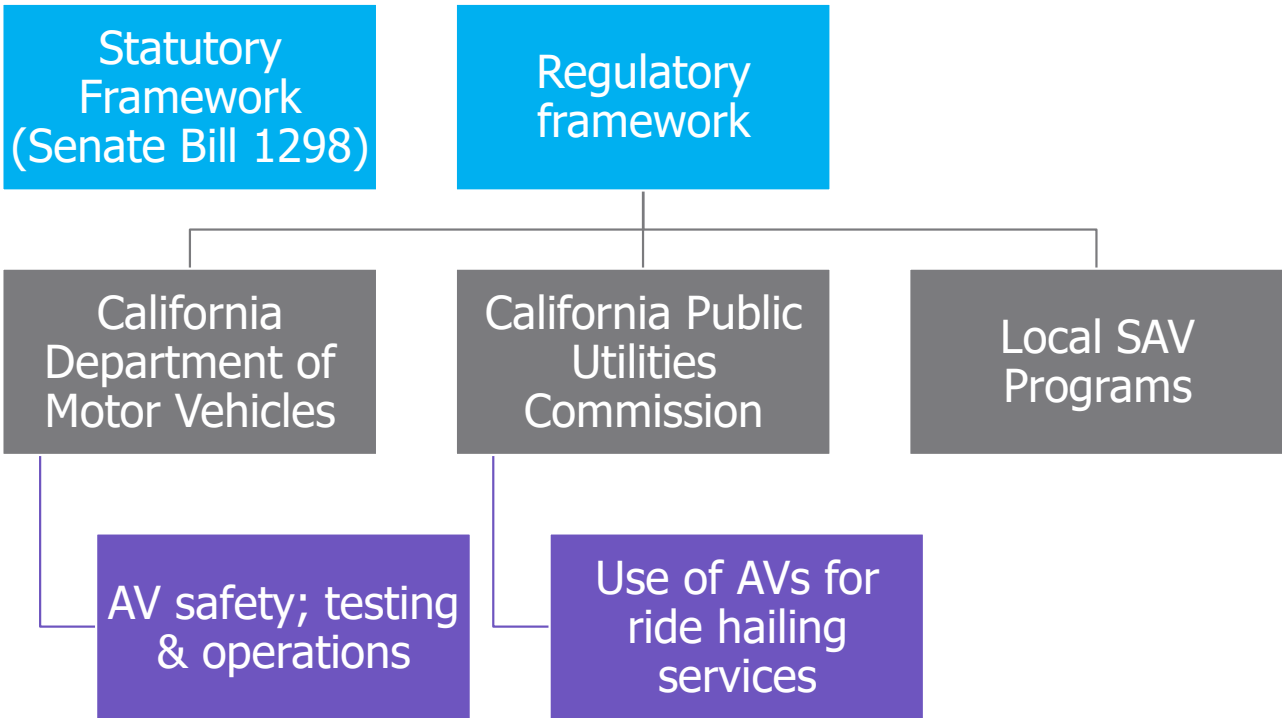 Statutory
Framework
(Senate Bill 1298)
Regulatory
framework
California
Department of
Motor Vehicles
California Public
Utilities
Commission
Local SAV
Programs
AV safety; testing
& operations
Use of AVs for
ride hailing
services